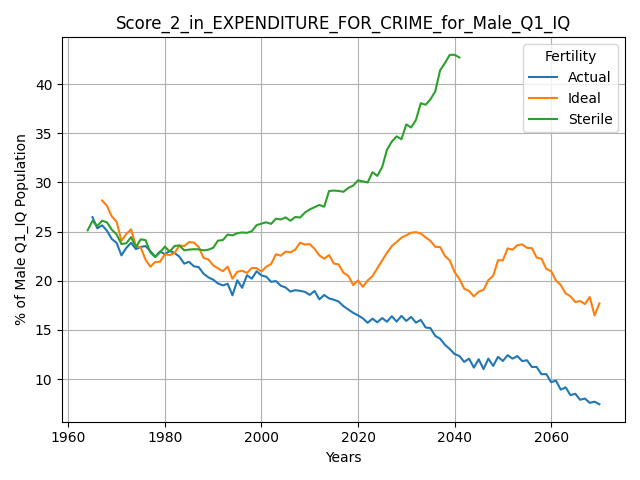 Score_2_in_EXPENDITURE_FOR_CRIME_for_Male_Q1_IQ
% of Male Q1_IQ Population
40
35
30
25
20
15
10
Fertility
Actual
Ideal
Sterile
1960 1980 2000 2020 2040 2060
Years